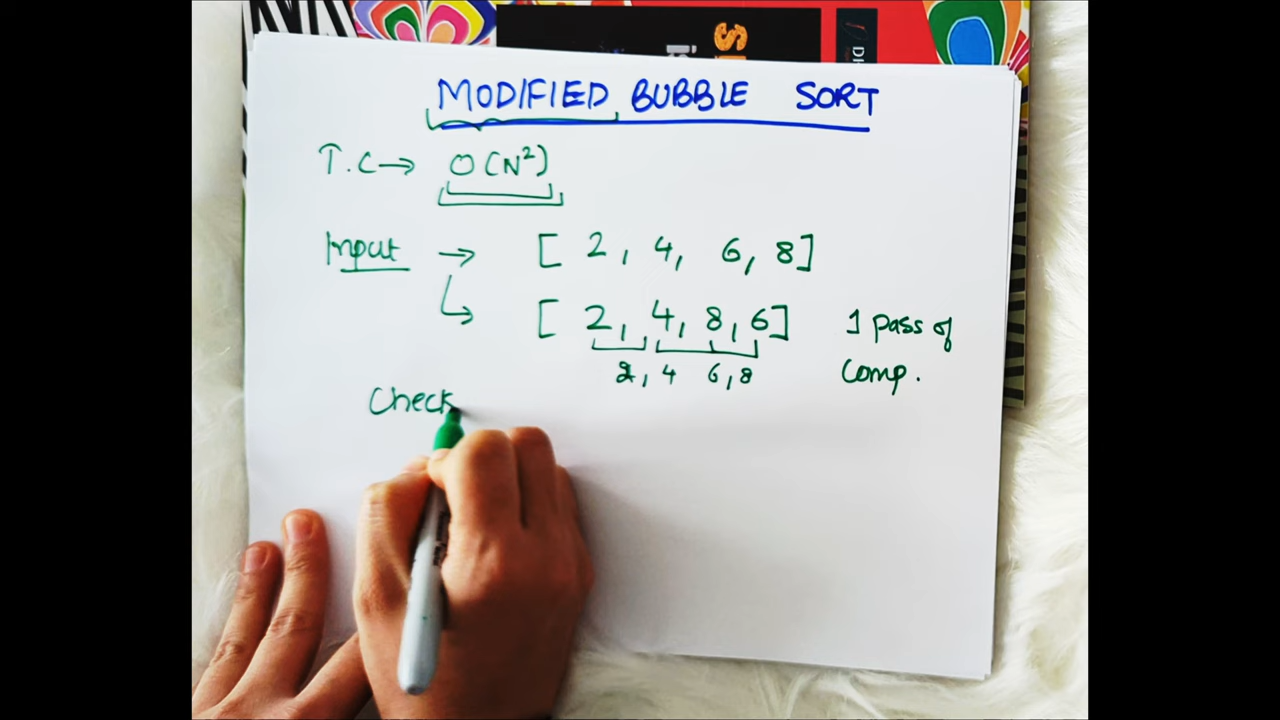 MODIFIED BUBBLE SORT
T.C → O(N²)
Input → [ 2, 4, 6, 8]
↳ [ 2, 4, 8, 6] 1 pass of
2, 4 6, 8 comp.
Check